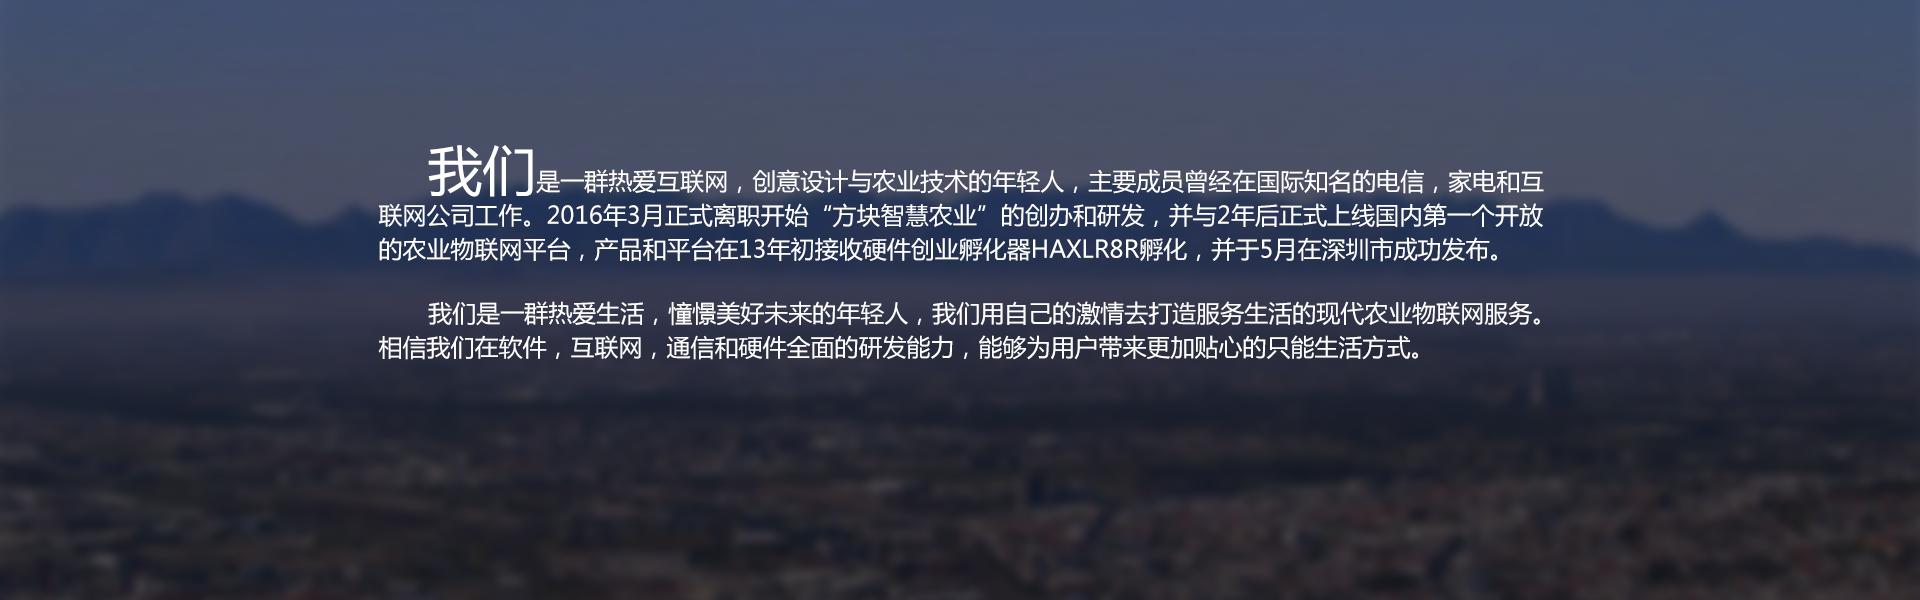 我们是一群热爱互联网，创意设计与农业技术的年轻人，主要成员曾经在国际知名的电信，家电和互
联网公司工作。2016年3月正式离职开始“方块智慧农业”的创办和研发，并与2年后正式上线国内第一个开放
的农业物联网平台，产品和平台在13年初接收硬件创业孵化器HAXLR8R孵化，并于5月在深圳市成功发布。
我们是一群热爱生活，憧憬美好未来的年轻人，我们用自己的激情去打造服务生活的现代农业物联网服务。
相信我们在软件，互联网，通信和硬件全面的研发能力，能够为用户带来更加贴心的只能生活方式。